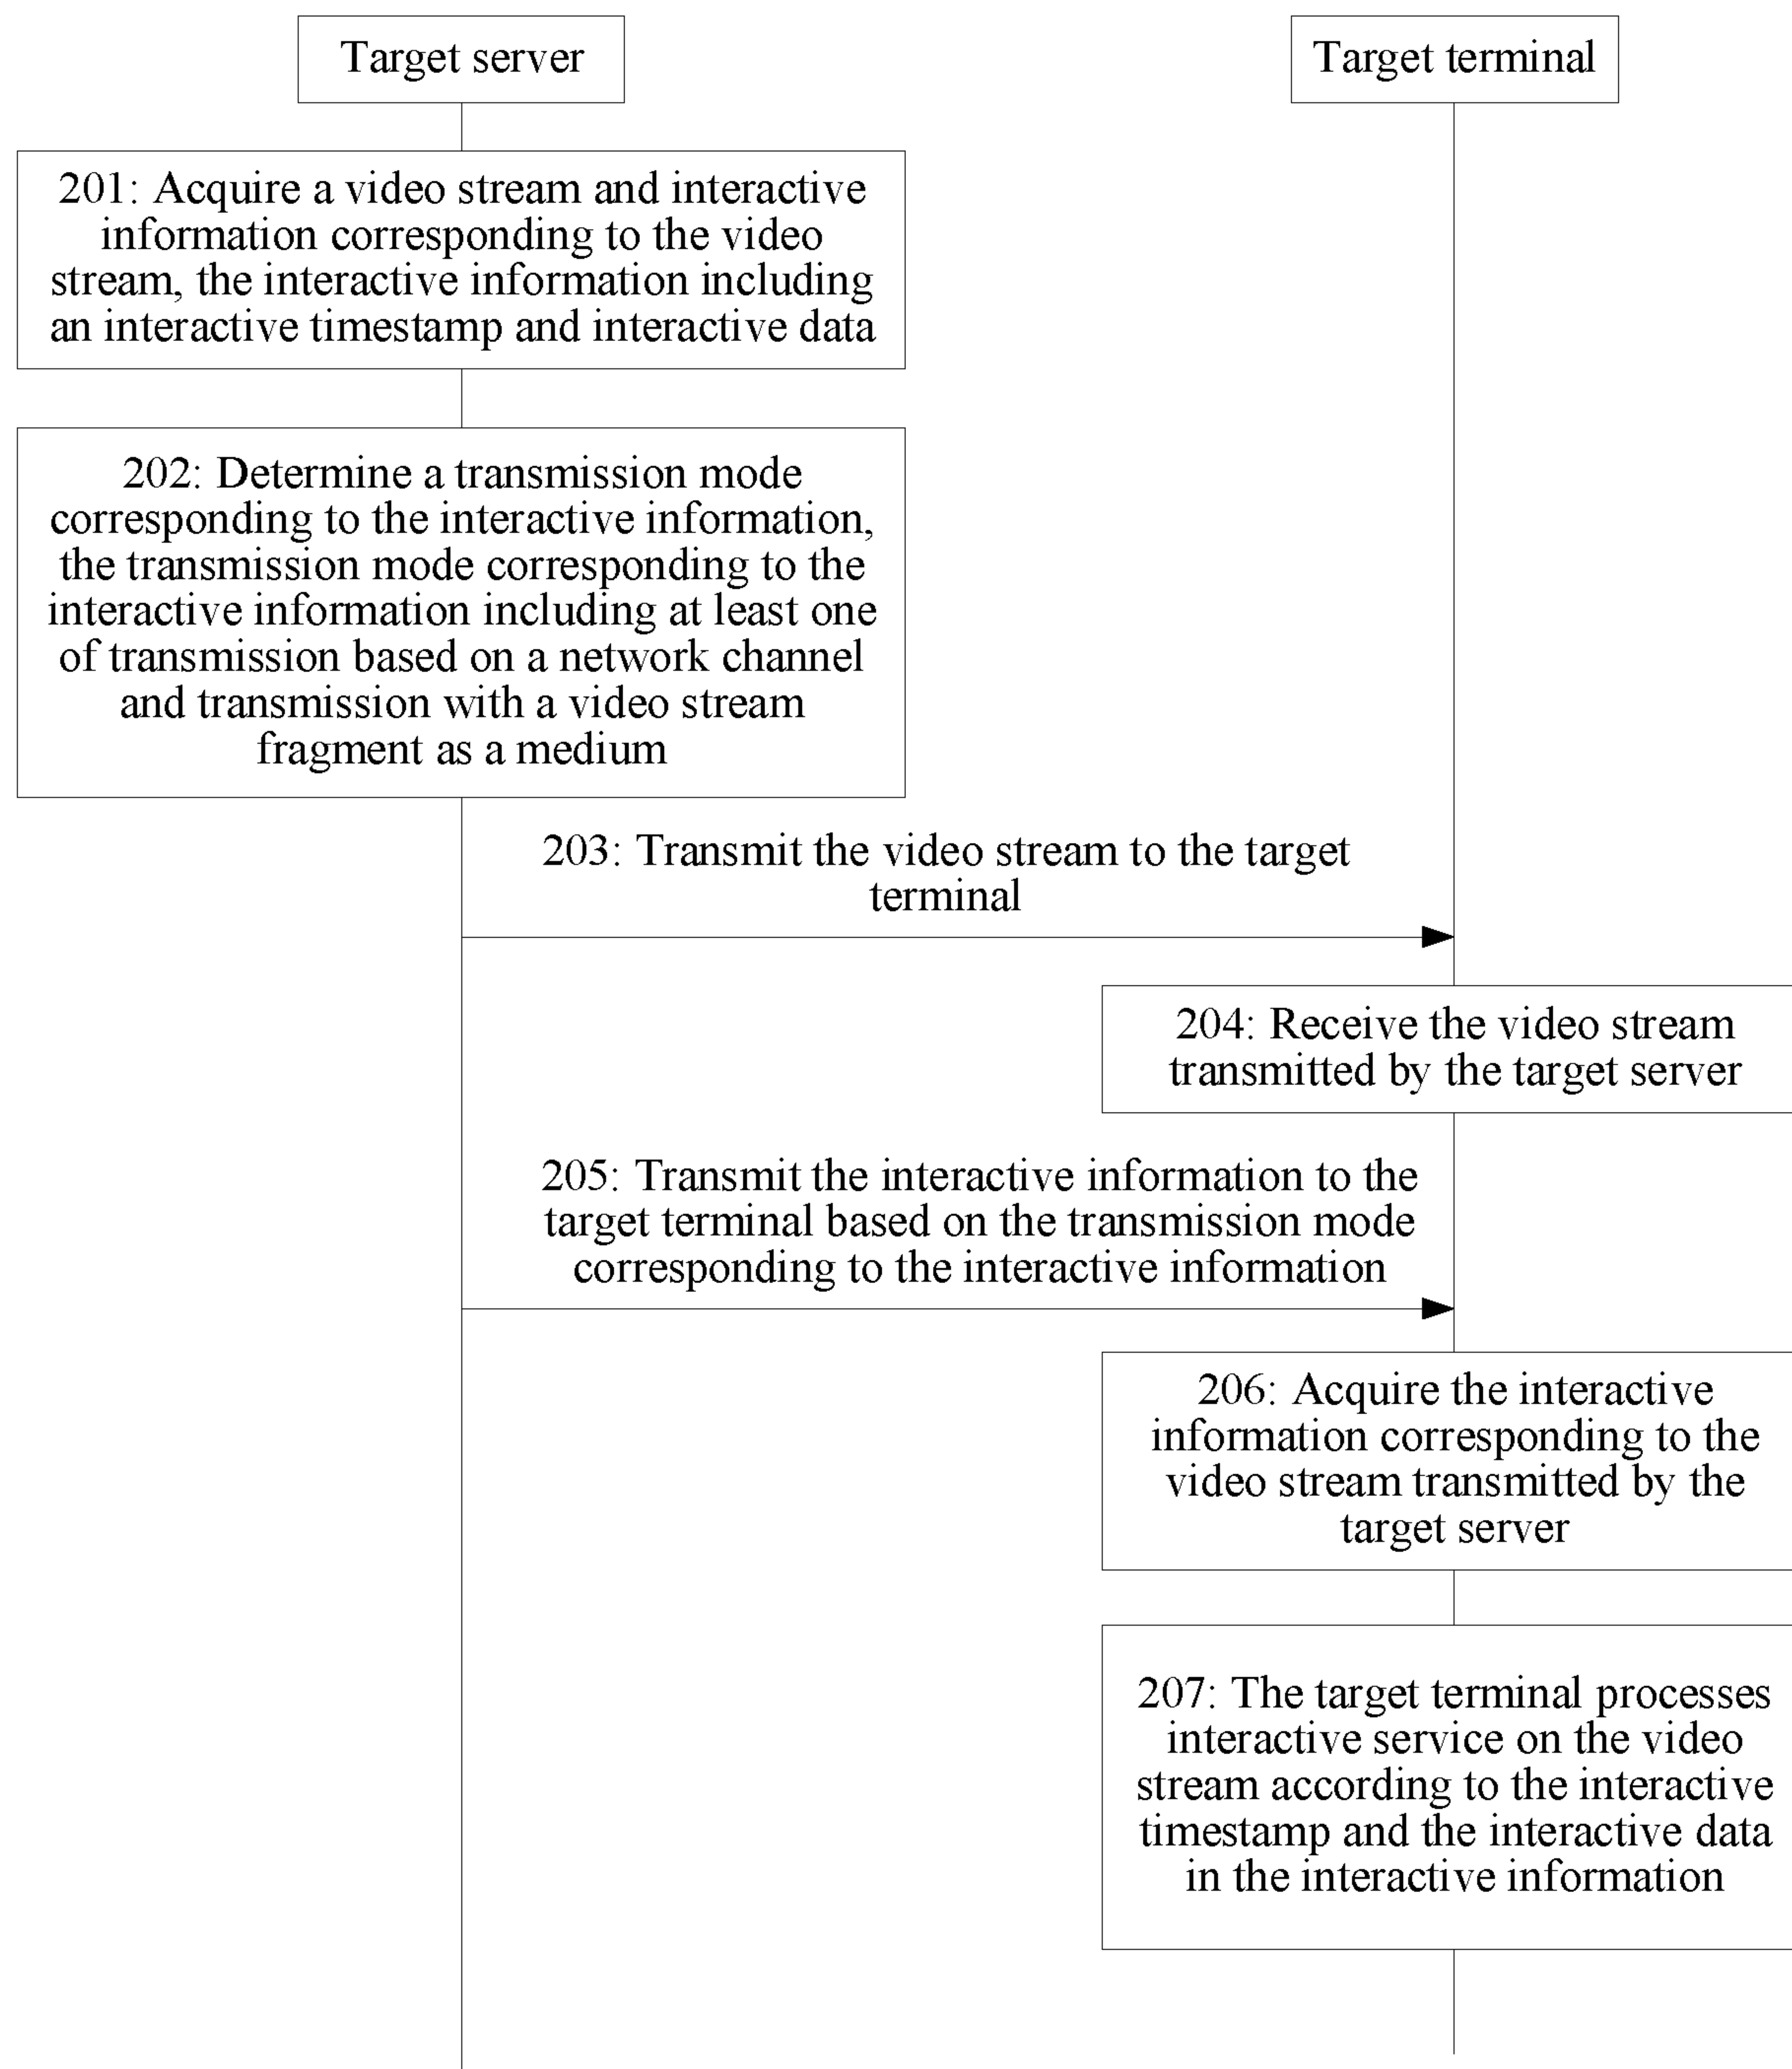 Target server
Target terminal
201: Acquire a video stream and interactive
information corresponding to the video
stream, the interactive information including
an interactive timestamp and interactive data
202: Determine a transmission mode
corresponding to the interactive information,
the transmission mode corresponding to the
interactive information including at least one
of transmission based on a network channel
and transmission with a video stream
fragment as a medium
203: Transmit the video stream to the target
terminal
204: Receive the video stream
transmitted by the target server
205: Transmit the interactive information to the
target terminal based on the transmission mode
corresponding to the interactive information
206: Acquire the interactive
information corresponding to the
video stream transmitted by the
target server
207: The target terminal processes
interactive service on the video
stream according to the interactive
timestamp and the interactive data
in the interactive information